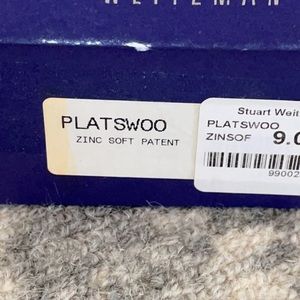 PLATSWOO
ZINC SOFT PATENT
Stuart Weit
PLATSWOO
ZINSOF 9.0
99002